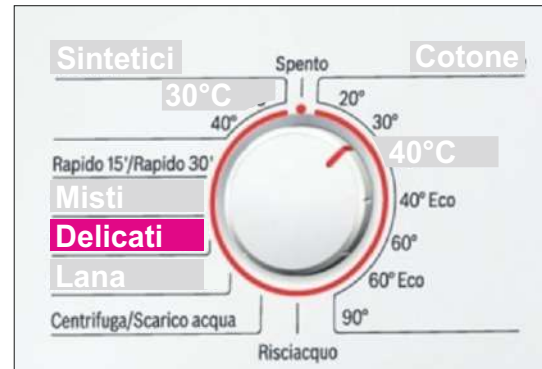 Sintetici
Spento
Cotone
30°C
20°
40°
30°
40°C
Rapido 15'/Rapido 30'
Misti
40° Eco
Delicati
60°
Lana
60° Eco
Centrifuga/Scarico acqua
90°
Risciacquo